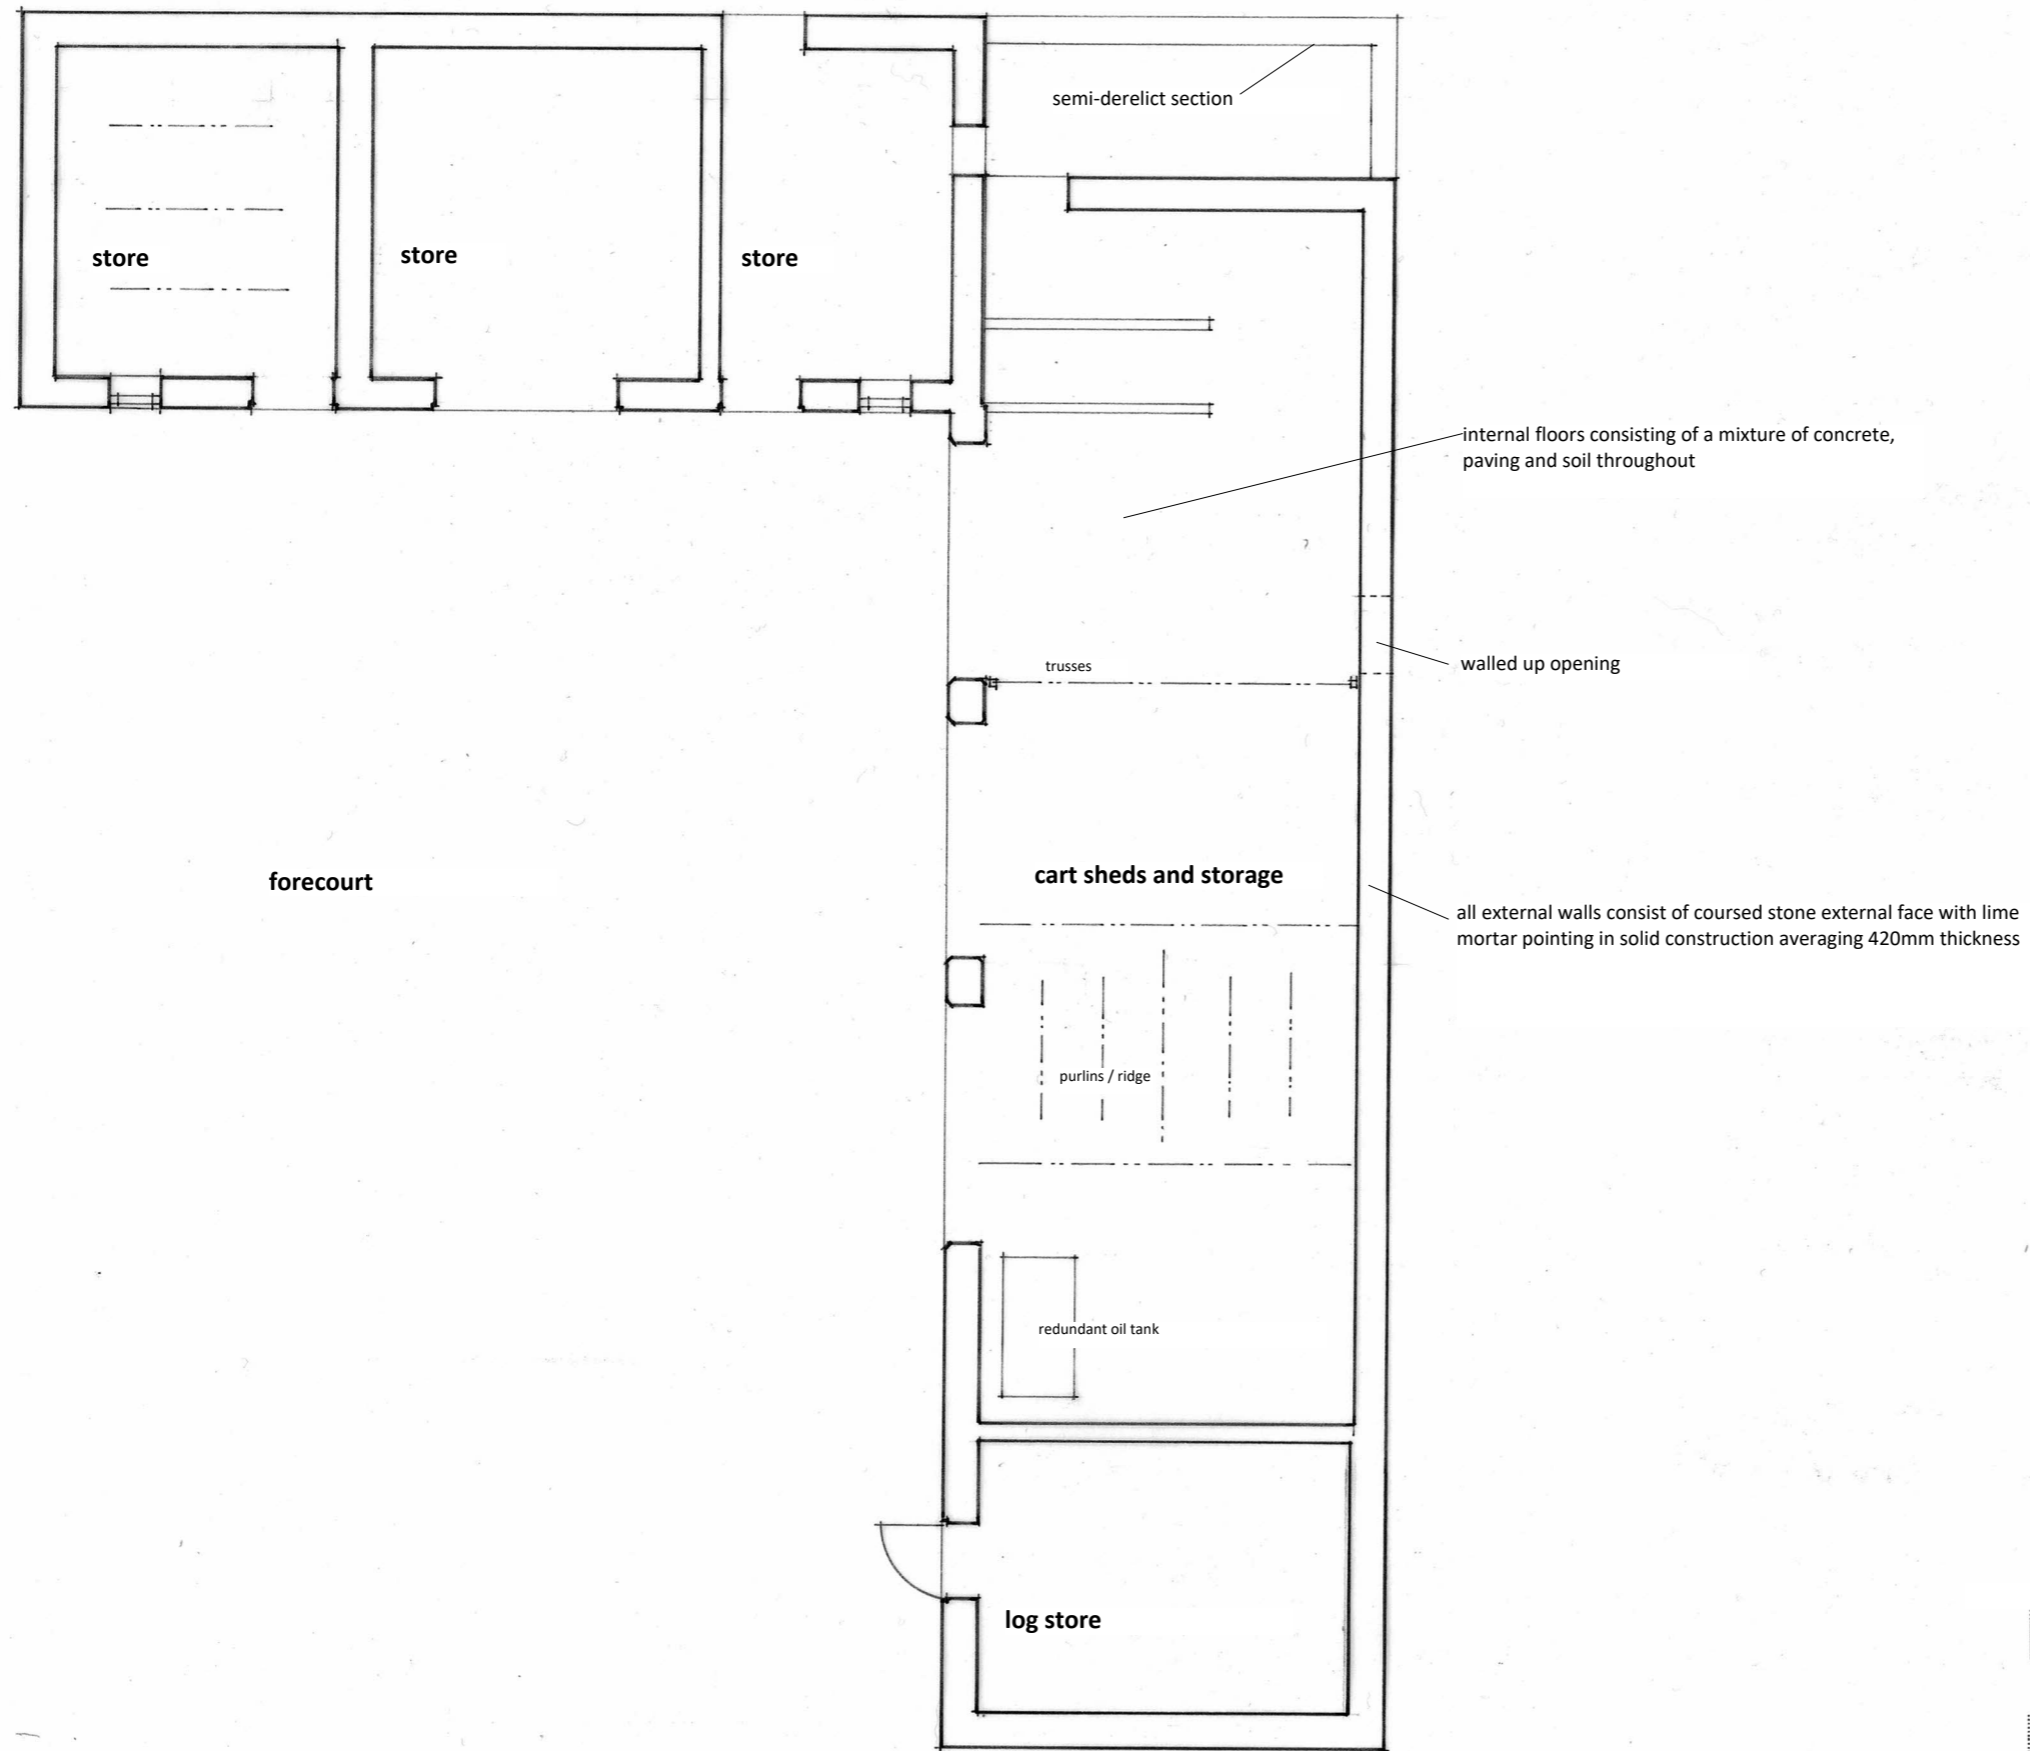 semi-derelict section
store
store
store
internal floors consisting of a mixture of concrete,
paving and soil throughout
walled up opening
trusses
forecourt
cart sheds and storage
all external walls consist of coursed stone external face with lime
mortar pointing in solid construction averaging 420mm thickness
purlins / ridge
redundant oil tank
log store